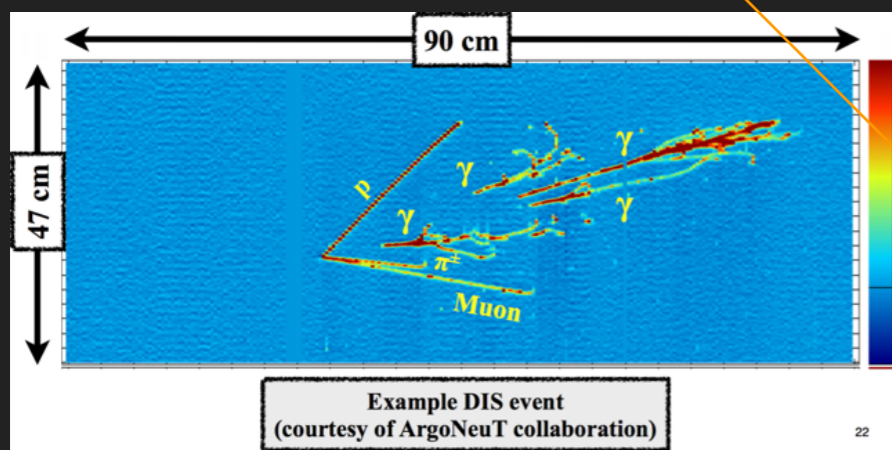 90 cm
47 cm
p
γ
γ
γ
γ
π±
Muon
Example DIS event
(courtesy of ArgoNeuT collaboration)
22